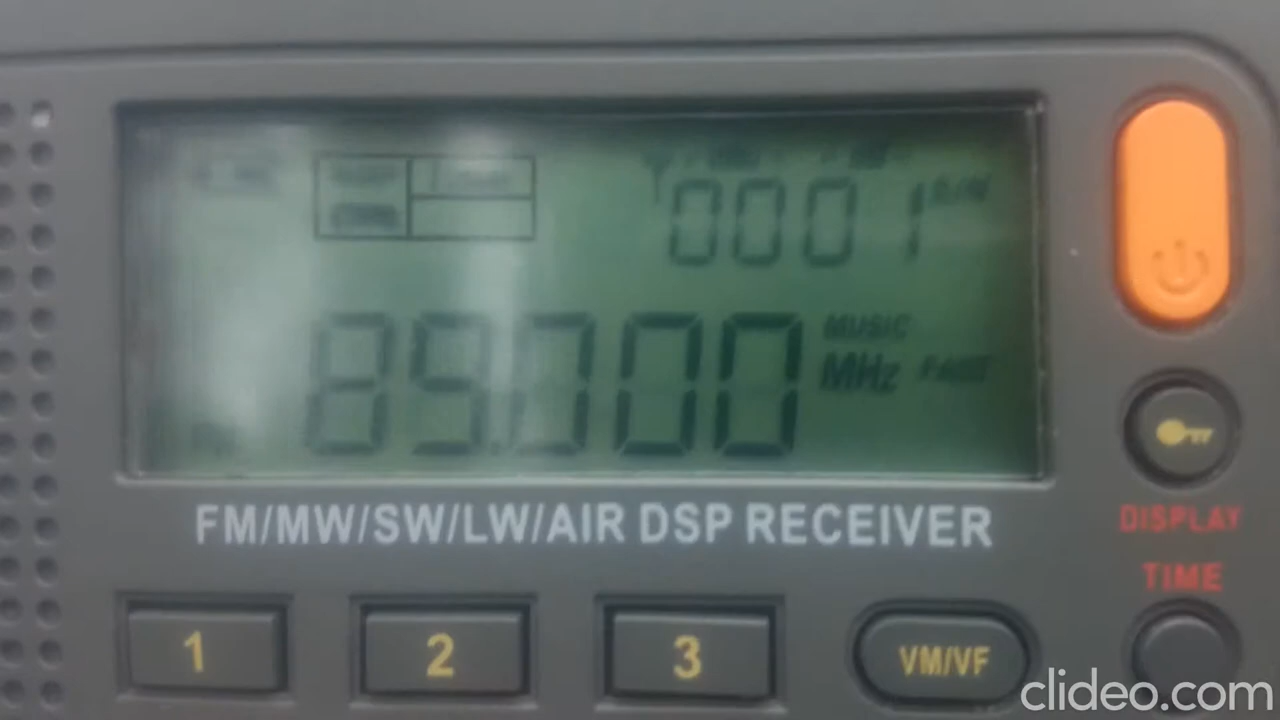 0001
89.000
MUSIC
MHz
FM/MW/SW/LW/AIR DSP RECEIVER
DISPLAY
TIME
1 2 3 VM/VF
clideo.com